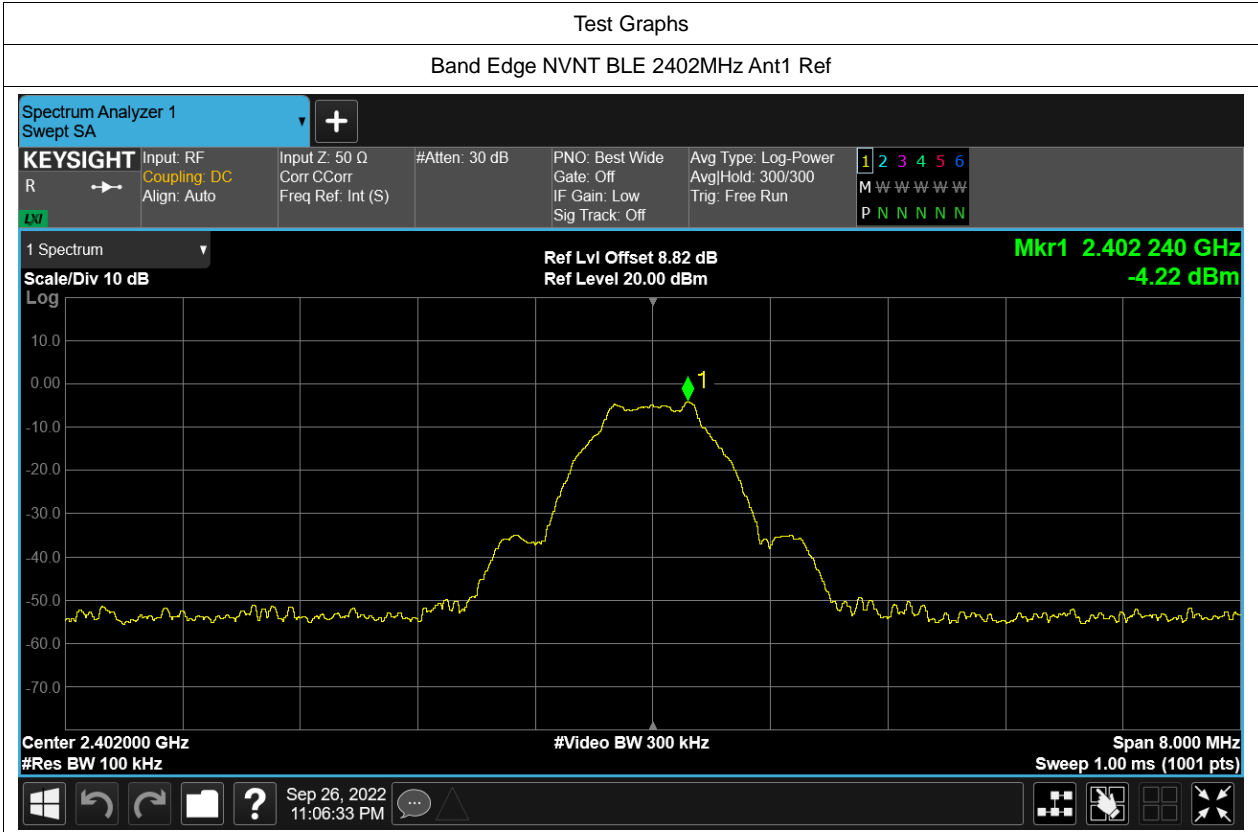 Test Graphs
Band Edge NVNT BLE 2402MHz Ant1 Ref
Spectrum Analyzer 1
Swept SA
KEYSIGHT
R
LXI
Input: RF
Coupling: DC
Align: Auto
Input Z: 50 Ω
Corr CCorr
Freq Ref: Int (S)
#Atten: 30 dB
PNO: Best Wide
Gate: Off
IF Gain: Low
Sig Track: Off
Avg Type: Log-Power
Avg|Hold: 300/300
Trig: Free Run
1 2 3 4 5 6
M W W W W W
P N N N N N
1 Spectrum
Scale/Div 10 dB
Ref Lvl Offset 8.82 dB
Ref Level 20.00 dBm
Mkr1 2.402 240 GHz
-4.22 dBm
Log
10.0
0.00
-10.0
-20.0
-30.0
-40.0
-50.0
-60.0
-70.0
1
Center 2.402000 GHz
#Res BW 100 kHz
#Video BW 300 kHz
Span 8.000 MHz
Sweep 1.00 ms (1001 pts)
?
Sep 26, 2022
11:06:33 PM